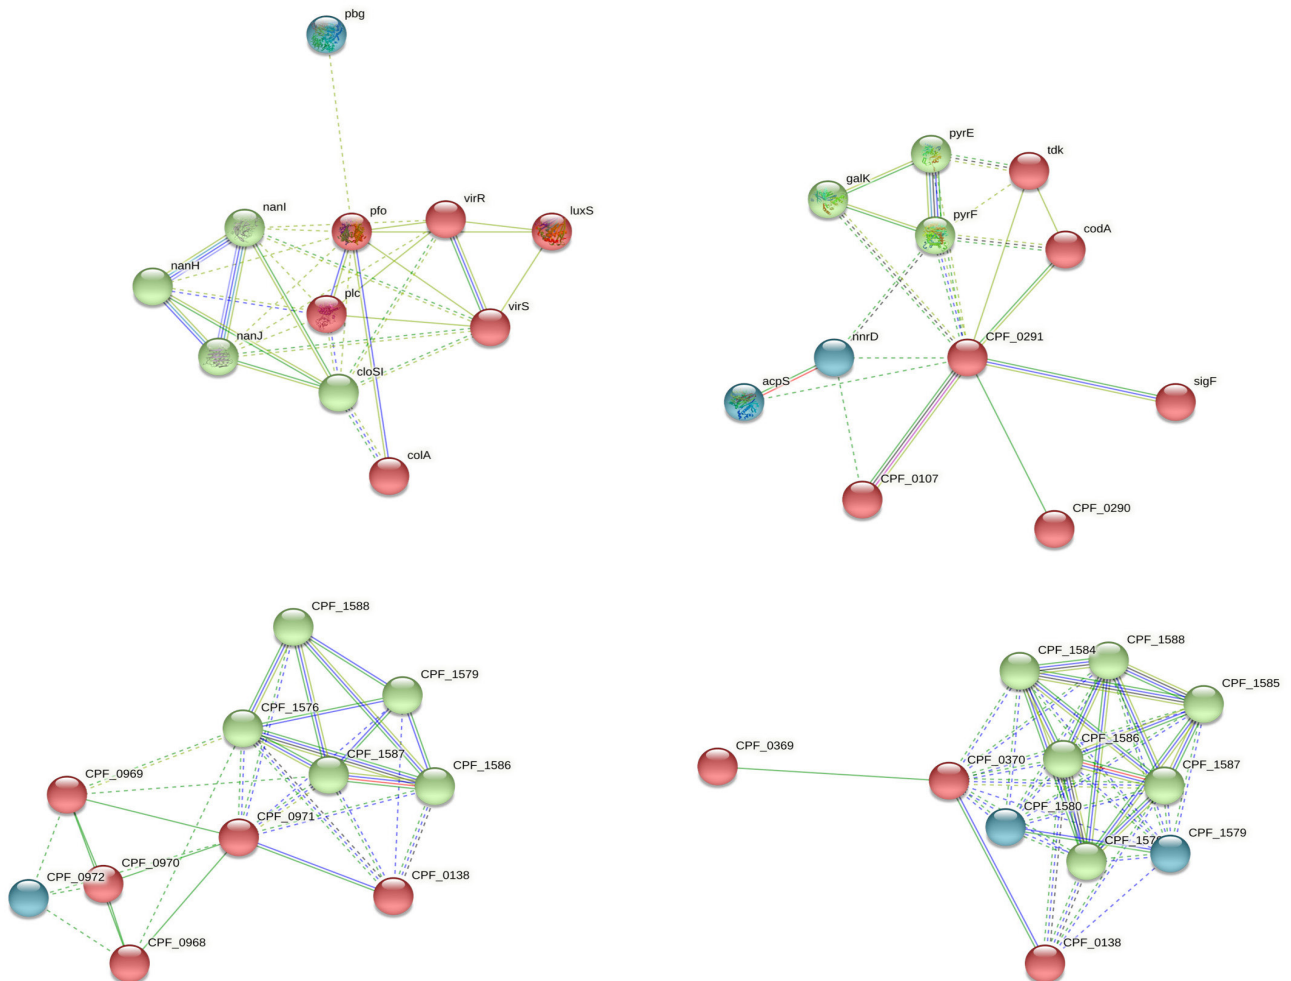 pbg
nanI
pfo
virR
luxS
nanH
plc
virS
nanJ
cloSI
colA
pyrE
tdk
galK
pyrF
codA
nnrD
CPF_0291
acpS
sigF
CPF_0107
CPF_0290
CPF_1588
CPF_1579
CPF_1576
CPF_1587
CPF_1586
CPF_0969
CPF_0971
CPF_0970
CPF_0972
CPF_0138
CPF_0968
CPF_1588
CPF_1584
CPF_1585
CPF_1586
CPF_0369
CPF_0370
CPF_1587
CPF_1580
CPF_1579
CPF_0138